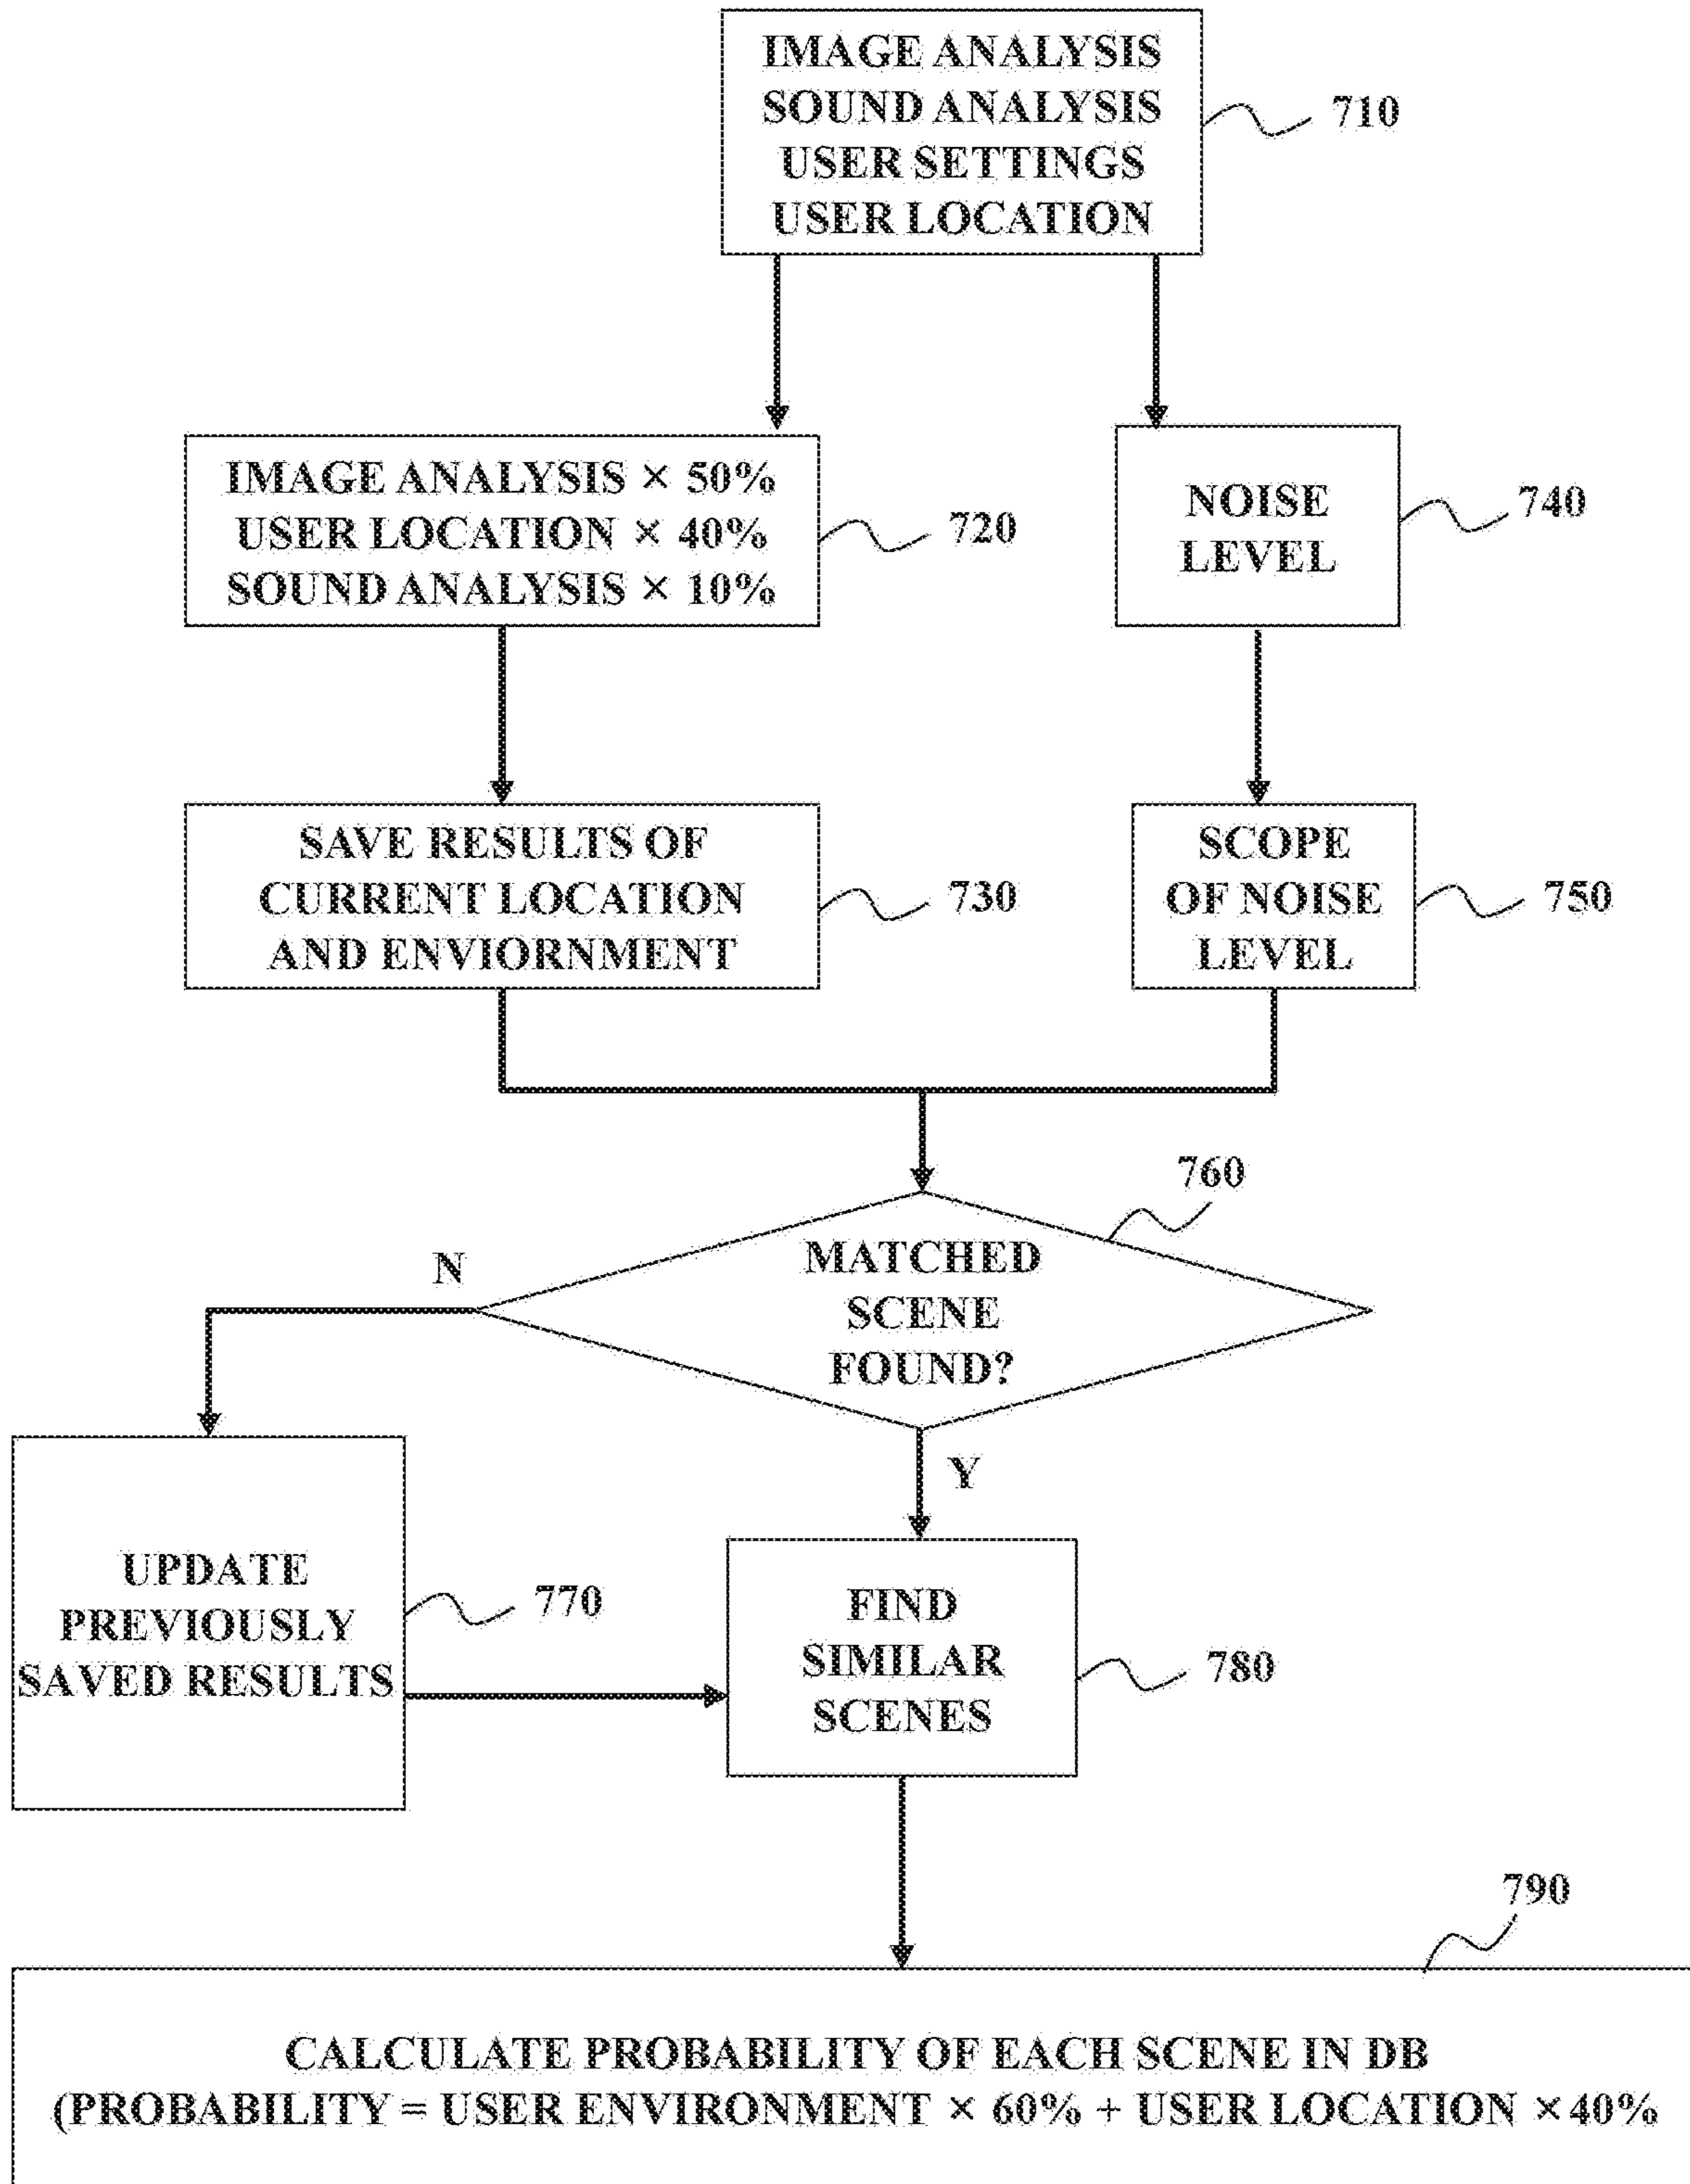 IMAGE ANALYSIS
SOUND ANALYSIS
USER SETTINGS
USER LOCATION
710
IMAGE ANALYSIS × 50%
USER LOCATION × 40%
SOUND ANALYSIS × 10%
720
NOISE
LEVEL
740
SAVE RESULTS OF
CURRENT LOCATION
AND ENVIORNMENT
730
SCOPE
OF NOISE
LEVEL
750
760
MATCHED
SCENE
FOUND?
N
Y
UPDATE
PREVIOUSLY
SAVED RESULTS
770
FIND
SIMILAR
SCENES
780
790
CALCULATE PROBABILITY OF EACH SCENE IN DB
(PROBABILITY = USER ENVIRONMENT × 60% + USER LOCATION ×40%